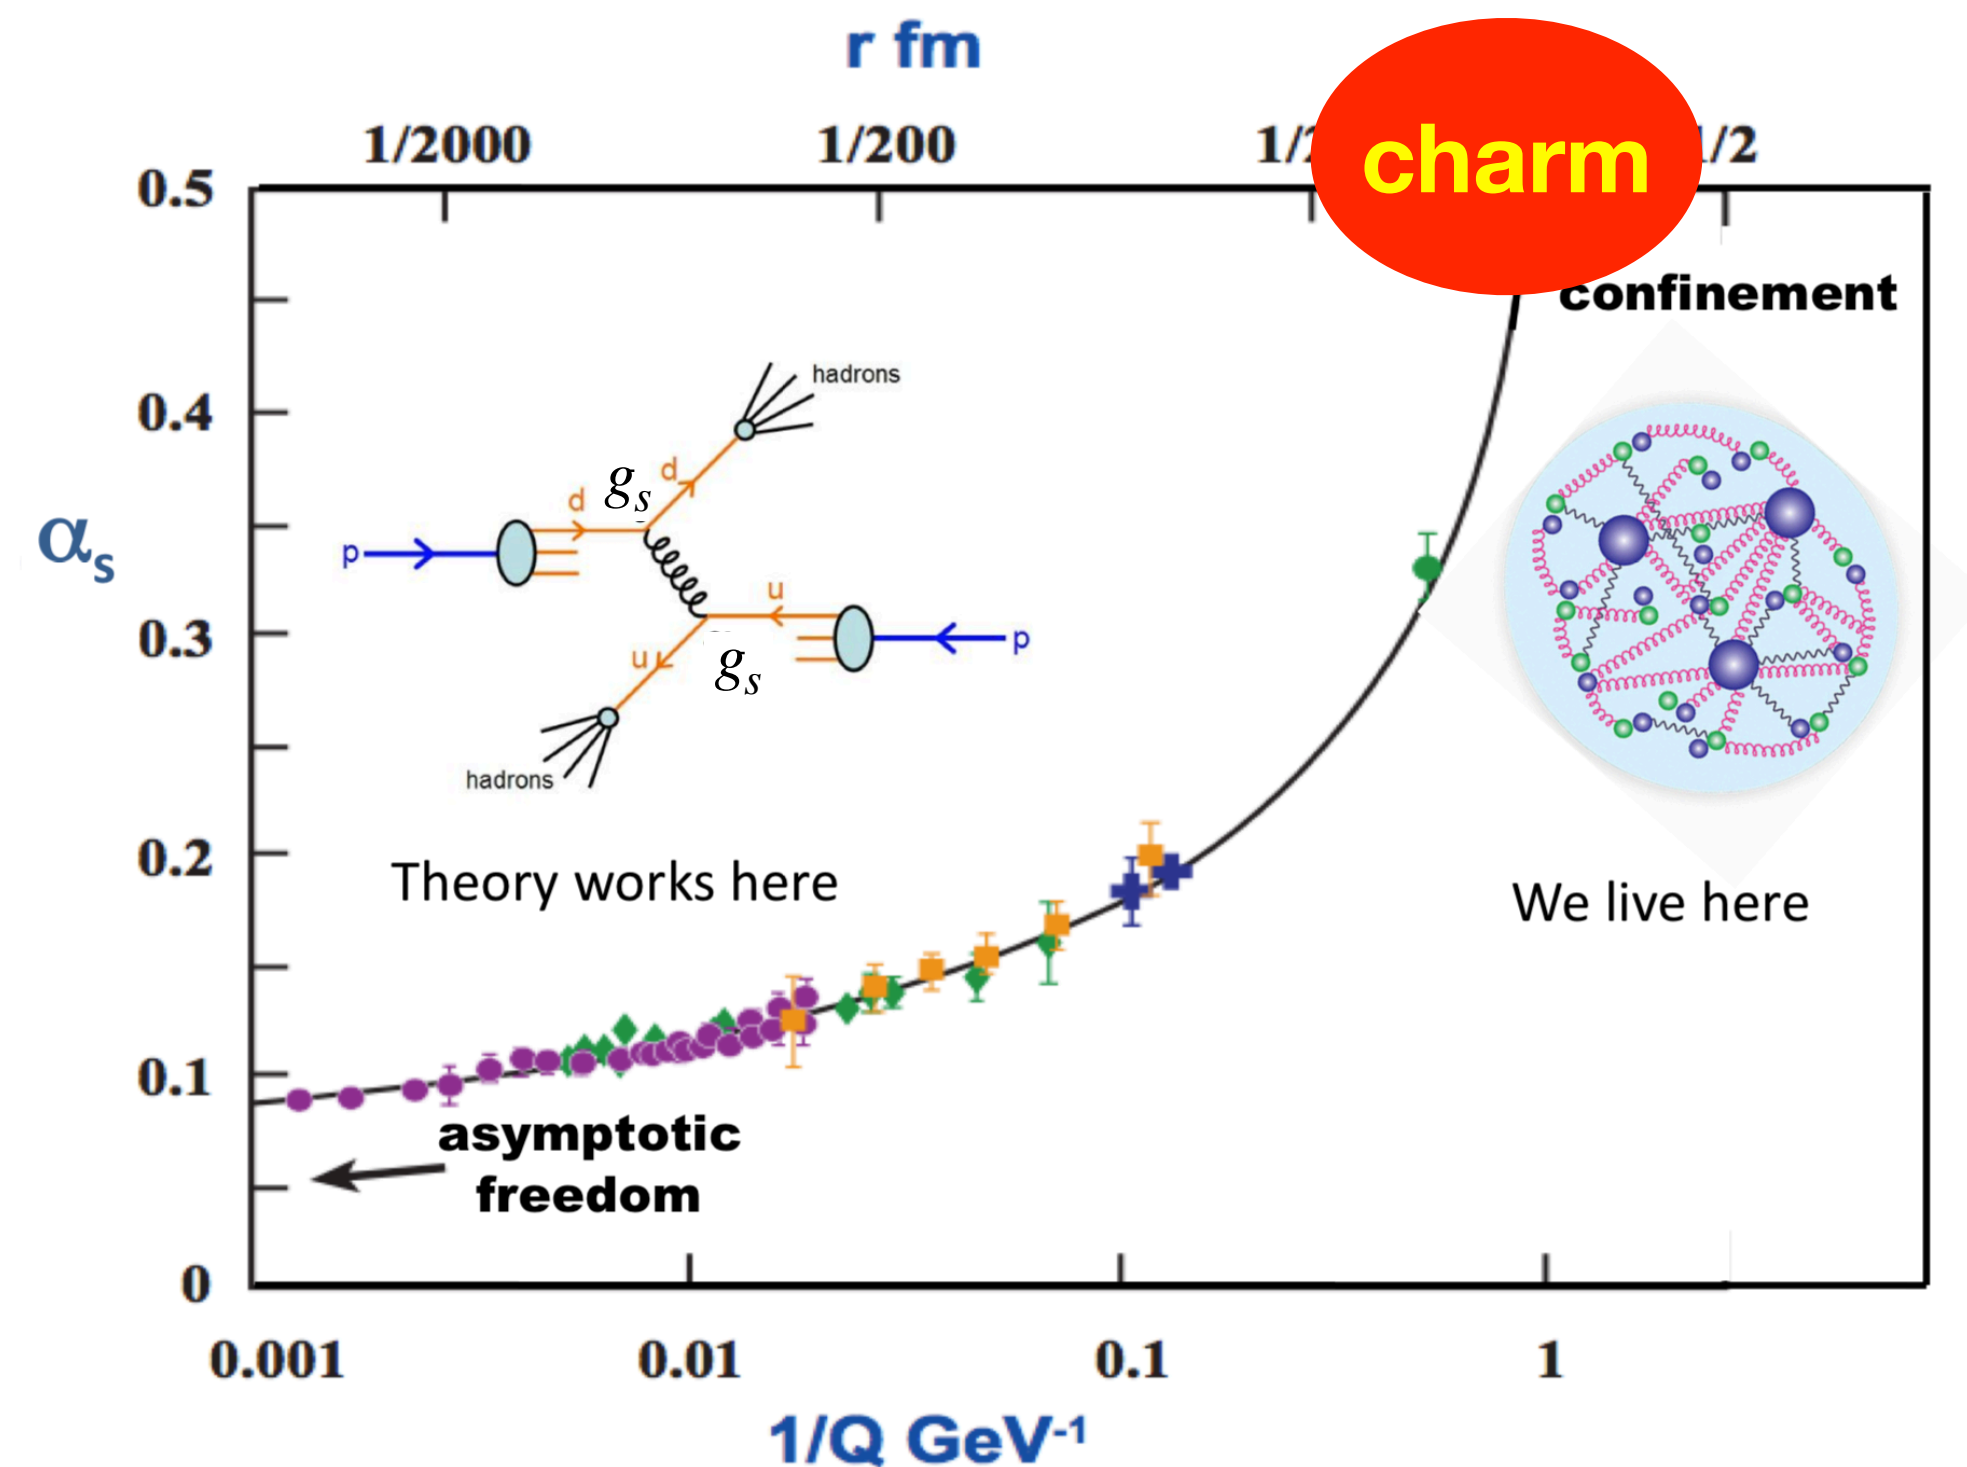 r fm
1/2000
1/200
charm
1/2
0.5
confinement
hadrons
0.4
g_s
d
d
α_s
p
u
0.3
p
u
g_s
hadrons
0.2
Theory works here
We live here
0.1
asymptotic
freedom
0
0.001
0.01
0.1
1
1/Q GeV⁻¹